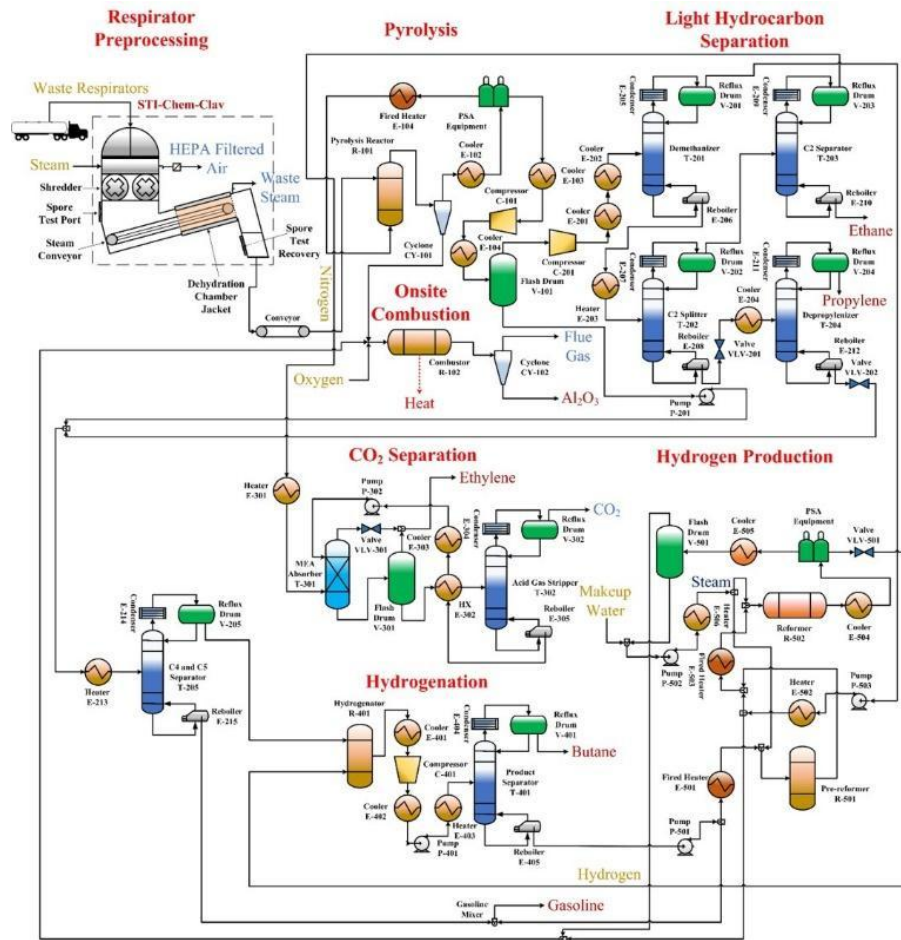 Respirator
Preprocessing
Waste Respirators
STI-Chem-Clav
Steam
HEPA Filtered
Air
Waste
Steam
Shredder
Spore
Test Port
Steam
Conveyor
Spore
Test
Recovery
Dehydration
Chamber
Jacket
Conveyor
Pyrolysis
Fired Heater
E-104
PSA
Equipment
Pyrolysis Reactor
R-101
Cooler
E-102
Cooler
E-103
Compressor
C-101
Cooler
E-104
Cyclone
CY-101
Flash Drum
V-101
Nitrogen
Light Hydrocarbon
Separation
Condenser
E-205
Reflux
Drum
V-201
Condenser
E-209
Reflux
Drum
V-203
Cooler
E-202
Demethanizer
T-201
C2 Separator
T-203
Cooler
E-201
Compressor
C-201
Reboiler
E-206
Reboiler
E-210
Ethane
Condenser
E-207
Reflux
Drum
V-202
Condenser
E-211
Reflux
Drum
V-204
Propylene
Heater
E-203
C2 Splitter
T-202
Cooler
E-204
Depropylenizer
T-204
Reboiler
E-208
Valve
VLV-201
Reboiler
E-212
Valve
VLV-202
Pump
P-201
Onsite
Combustion
Oxygen
Combustor
R-102
Heat
Flue
Gas
Cyclone
CY-102
Al₂O₃
CO₂ Separation
Heater
E-301
Pump
P-302
Ethylene
Valve
VLV-301
Cooler
E-303
E-304
Condenser
Reflux
Drum
V-302
CO₂
MEA
Absorber
T-301
Flash
Drum
V-301
HX
E-302
Acid Gas Stripper
T-302
Reboiler
E-305
Hydrogen Production
Flash
Drum
V-501
Cooler
E-505
PSA
Equipment
Valve
VLV-501
Makeup
Water
Steam
Heater
E-506
Reformer
R-502
Cooler
E-504
Pump
P-502
Fired Heater
E-503
Heater
E-502
Pump
P-503
Fired Heater
E-501
Pre-reformer
R-501
Pump
P-501
Condenser
E-214
Reflux
Drum
V-205
C4 and C5
Separator
T-205
Heater
E-213
Reboiler
E-215
Hydrogenation
Hydrogenator
R-401
Cooler
E-401
Compressor
C-401
Cooler
E-402
Pump
P-401
Heater
E-403
Condenser
E-404
Reflux
Drum
V-401
Butane
Product
Separator
T-401
Reboiler
E-405
Hydrogen
Gasoline
Mixer
Gasoline